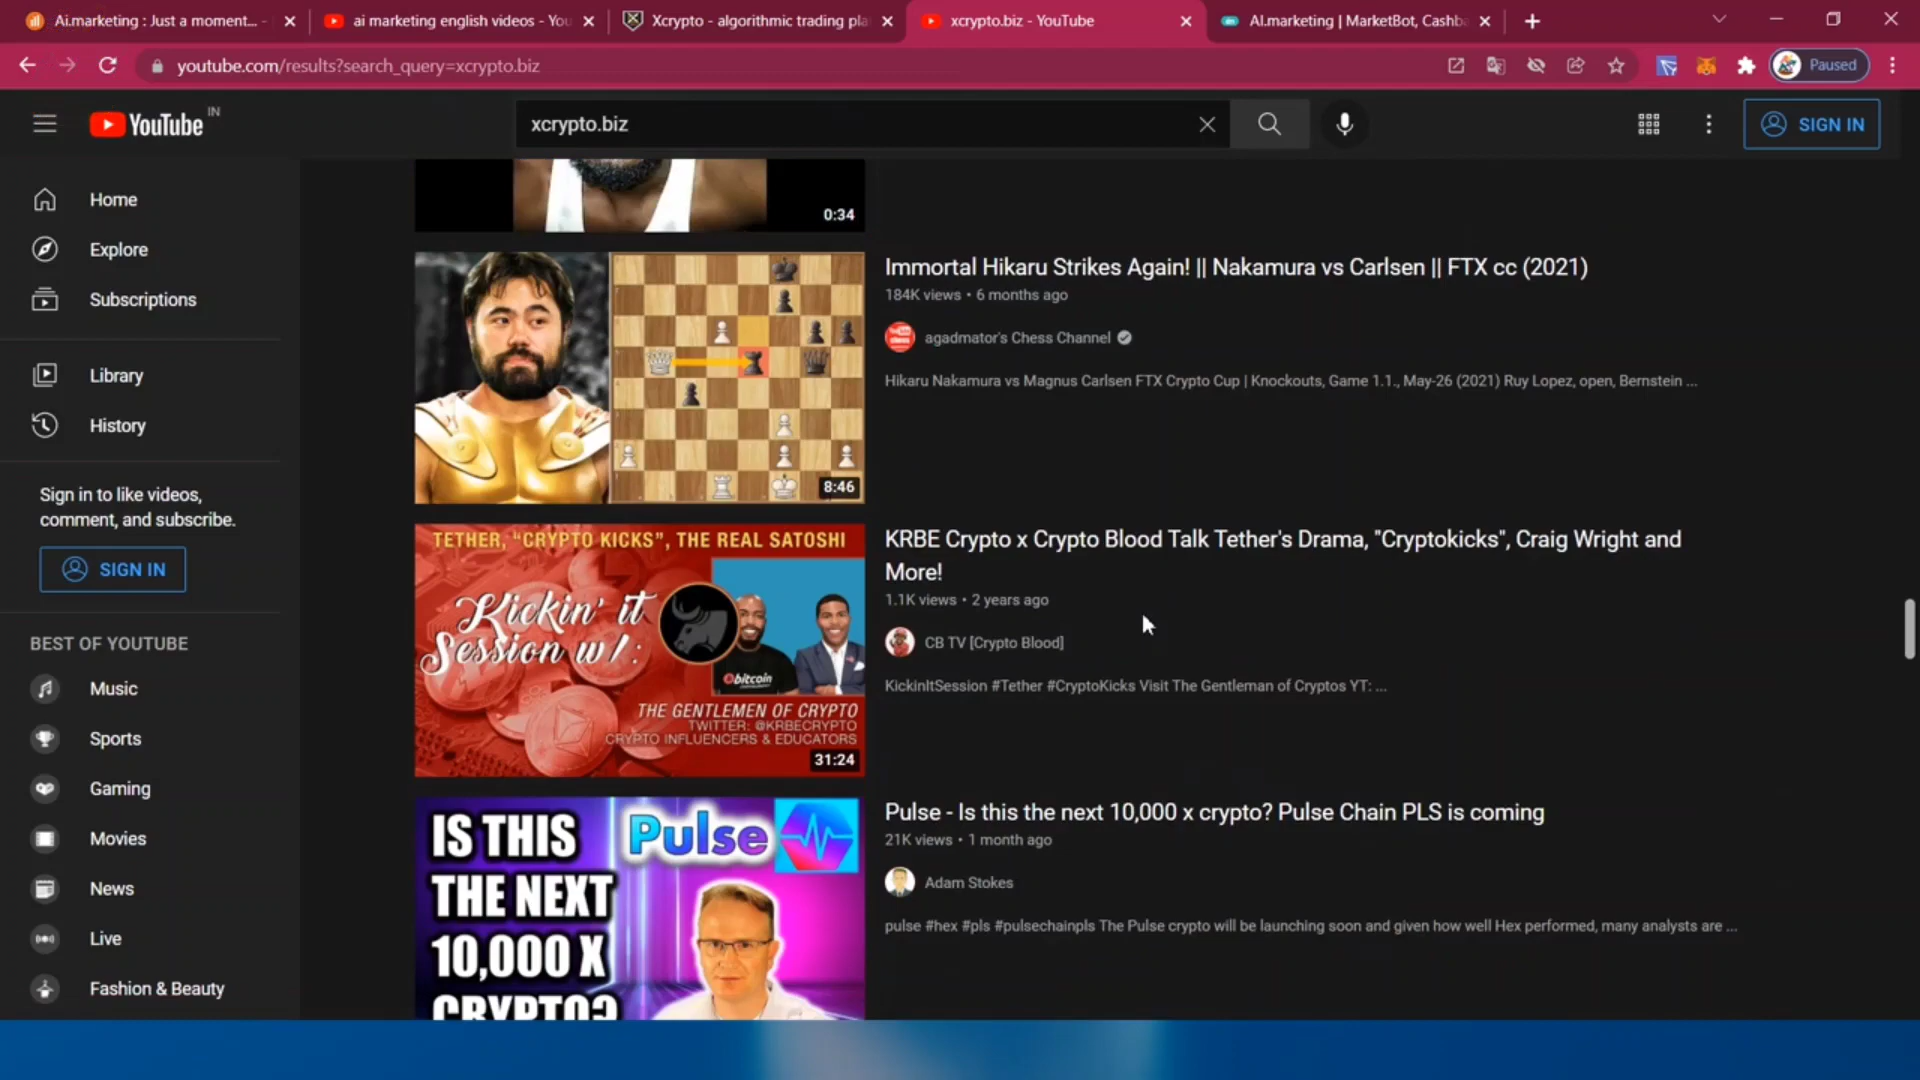 Ai.marketing : Just a moment...
ai marketing english videos - You
Xcrypto - algorithmic trading pla
xcrypto.biz - YouTube
AI.marketing | MarketBot, Cashb
youtube.com/results?search_query=xcrypto.biz
Paused
YouTube IN
xcrypto.biz
SIGN IN
Home
Explore
Subscriptions
Library
History
Sign in to like videos,
comment, and subscribe.
SIGN IN
BEST OF YOUTUBE
Music
Sports
Gaming
Movies
News
Live
Fashion & Beauty
0:34
8:46
Immortal Hikaru Strikes Again! || Nakamura vs Carlsen || FTX cc (2021)
184K views • 6 months ago
agadmator's Chess Channel
Hikaru Nakamura vs Magnus Carlsen FTX Crypto Cup | Knockouts, Game 1.1., May-26 (2021) Ruy Lopez, open, Bernstein ...
TETHER, "CRYPTO KICKS", THE REAL SATOSHI
Kickin' it
Session w/:
bitcoin
THE GENTLEMEN OF CRYPTO
TWITTER: @KRBECRYPTO
CRYPTO INFLUENCERS & EDUCATORS
31:24
KRBE Crypto x Crypto Blood Talk Tether's Drama, "Cryptokicks", Craig Wright and
More!
1.1K views • 2 years ago
CB TV [Crypto Blood]
KickinItSession #Tether #CryptoKicks Visit The Gentleman of Cryptos YT: ...
IS THIS
THE NEXT
10,000 X
CRYPTO?
Pulse
Pulse - Is this the next 10,000 x crypto? Pulse Chain PLS is coming
21K views • 1 month ago
Adam Stokes
pulse #hex #pls #pulsechainpls The Pulse crypto will be launching soon and given how well Hex performed, many analysts are ...